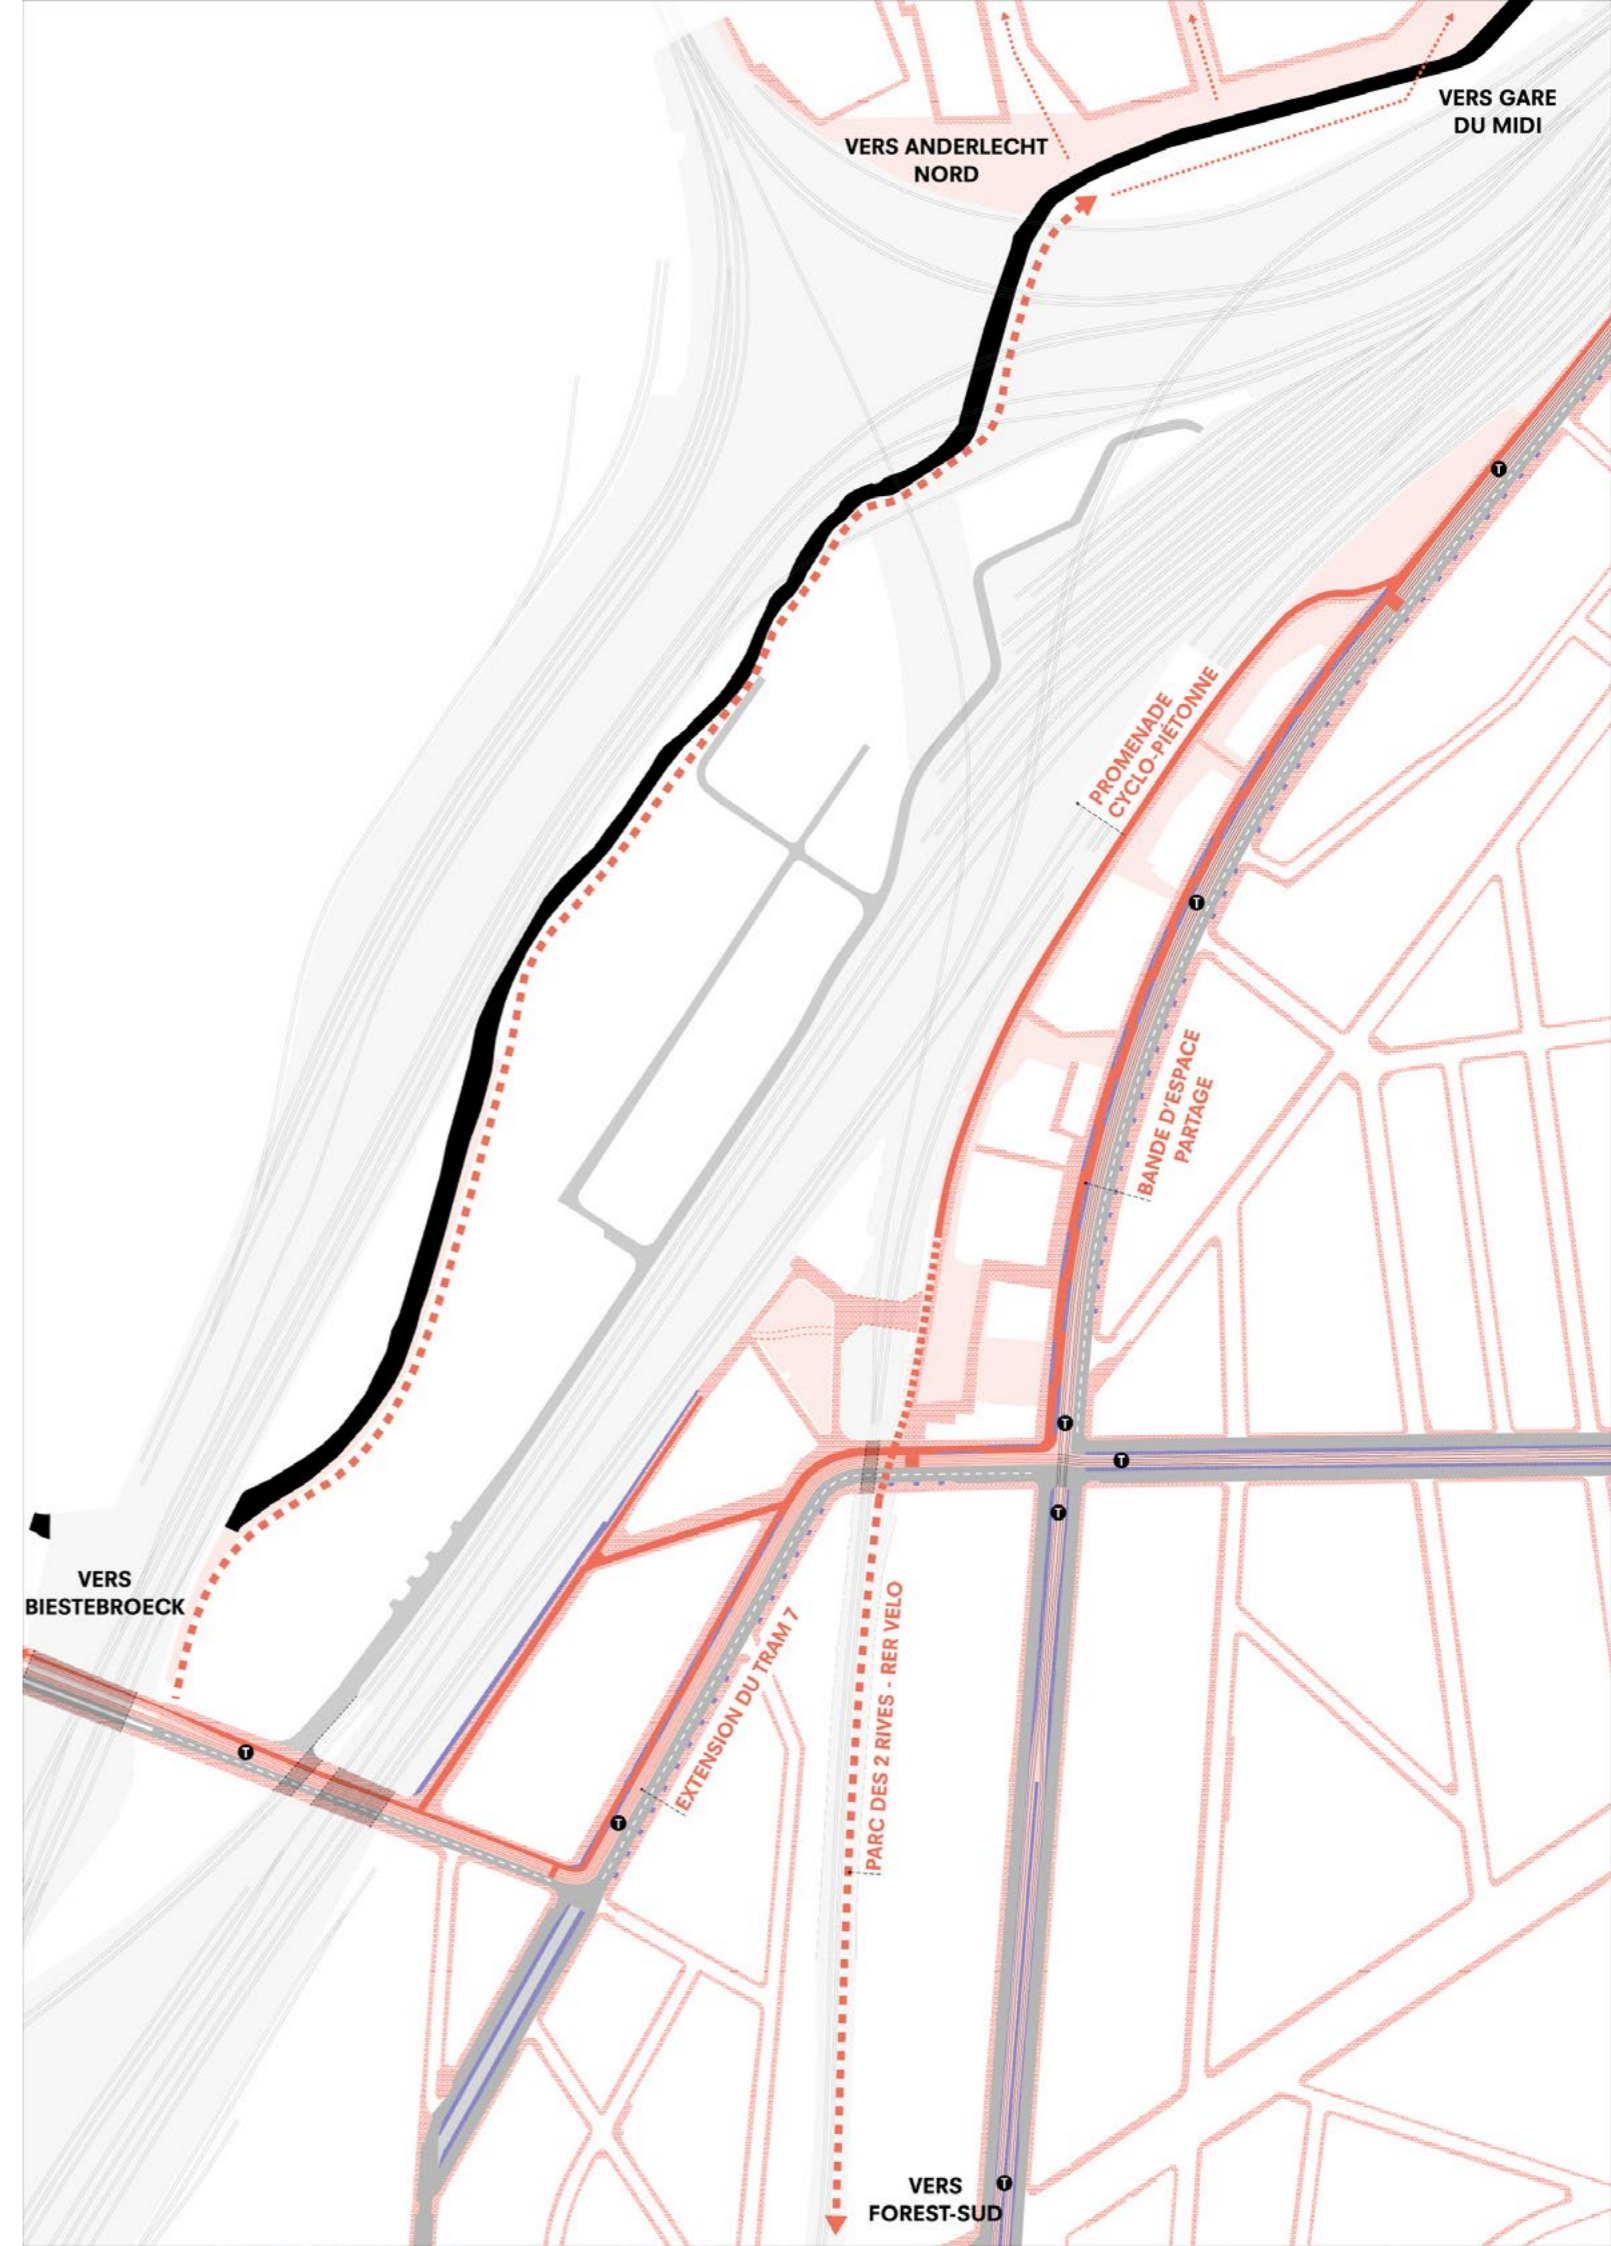 VERS GARE
DU MIDI
VERS ANDERLECHT
NORD
T
PROMENADE
CYCLO-PIÉTONNE
T
BANDE D'ESPACE
PARTAGE
T
T
T
VERS
BIESTEBROECK
PARC DES 2 RIVES - RER VELO
EXTENSION DU TRAM 7
T
T
VERS
FOREST-SUD
T